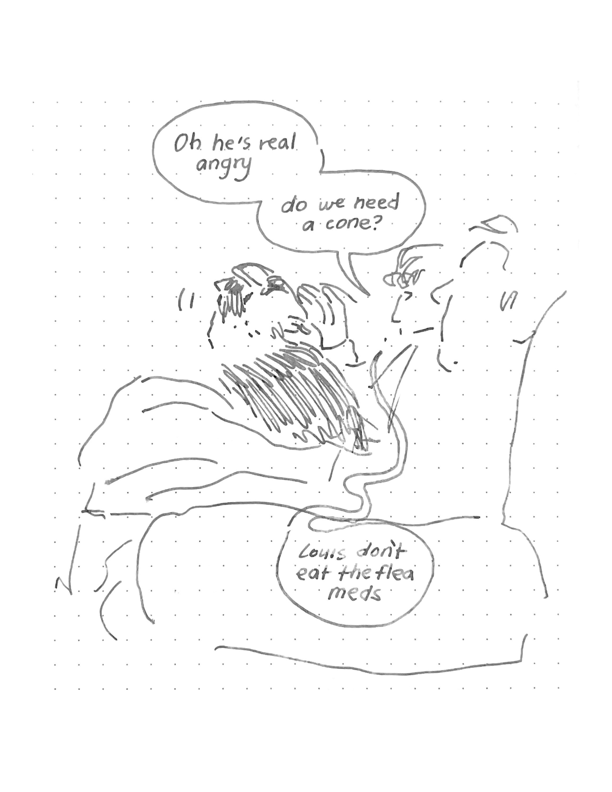 Oh he's real
angry
do we need
a cone?
Louis don't
eat the flea
meds